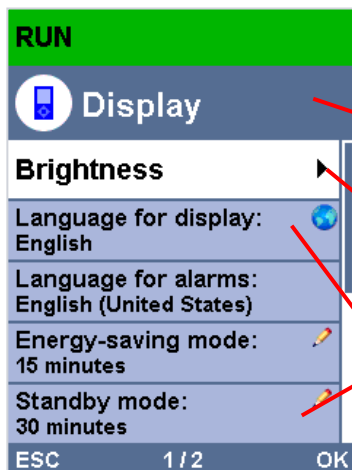 RUN
Display
Brightness
Language for display:
English
Language for alarms:
English (United States)
Energy-saving mode:
15 minutes
Standby mode:
30 minutes
ESC 1/2 OK